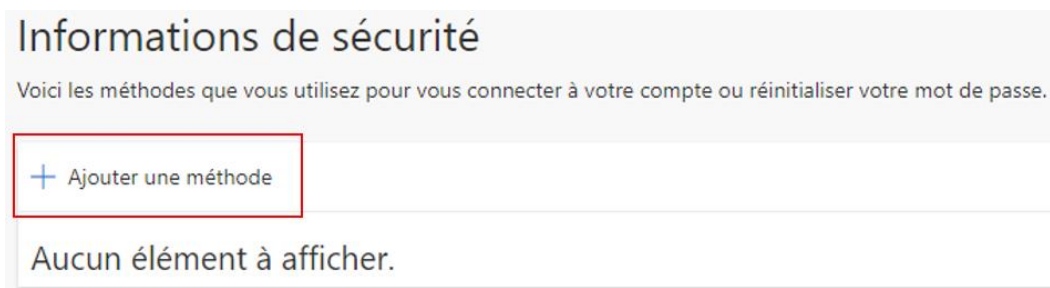 Informations de sécurité
Voici les méthodes que vous utilisez pour vous connecter à votre compte ou réinitialiser votre mot de passe.
+ Ajouter une méthode
Aucun élément à afficher.